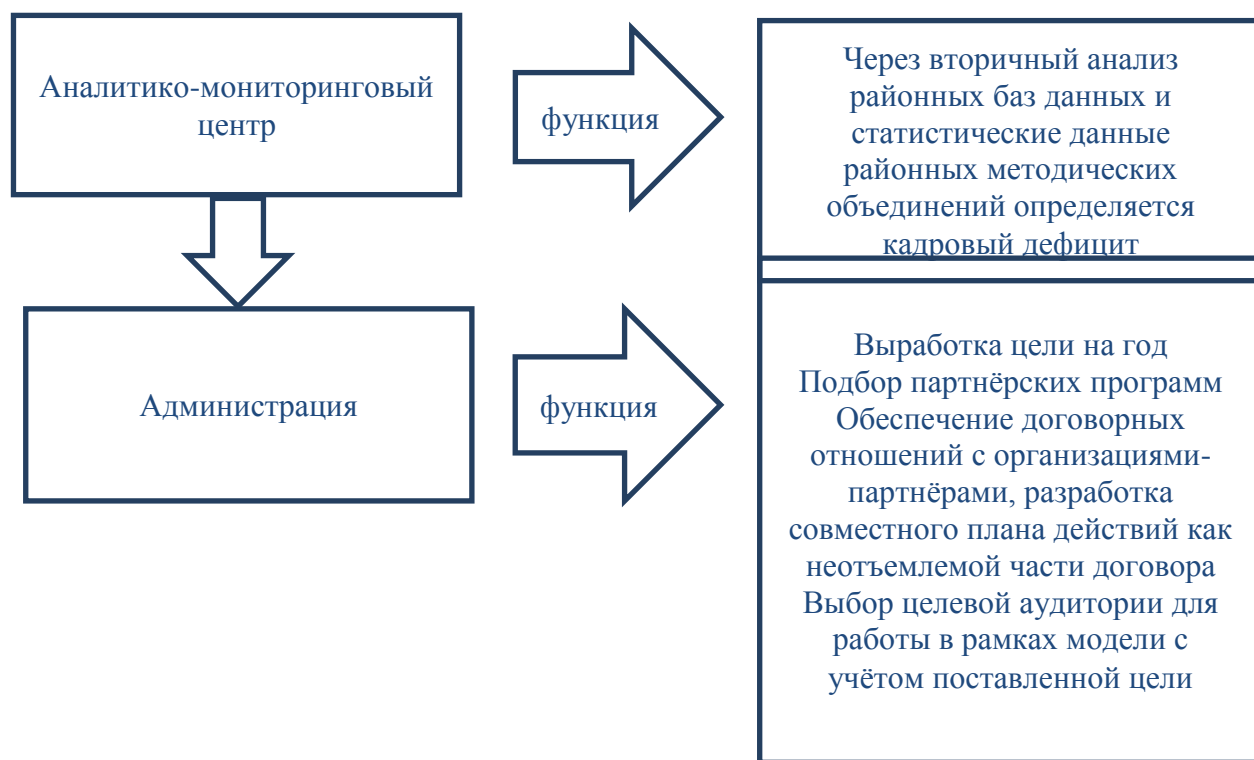 Аналитико-мониторинговый
центр
функция
Через вторичный анализ
районных баз данных и
статистические данные
районных методических
объединений определяется
кадровый дефицит
Администрация
функция
Выработка цели на год
Подбор партнёрских программ
Обеспечение договорных
отношений с организациями-
партнёрами, разработка
совместного плана действий как
неотъемлемой части договора
Выбор целевой аудитории для
работы в рамках модели с
учётом поставленной цели